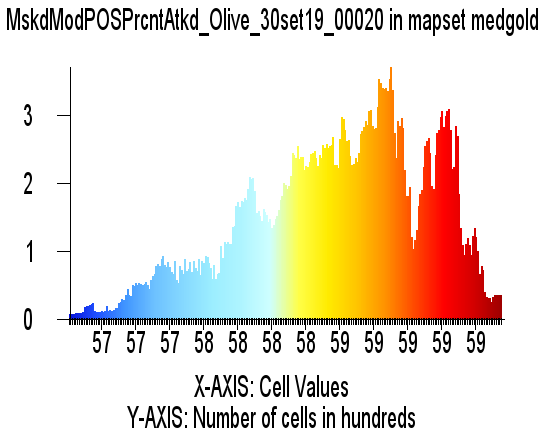 MskdModPOSPrcntAtkd_Olive_30set19_00020 in mapset medgold
3
2
1
0
57 57 57 58 58 58 58 59 59 59 59 59
X-AXIS: Cell Values
Y-AXIS: Number of cells in hundreds